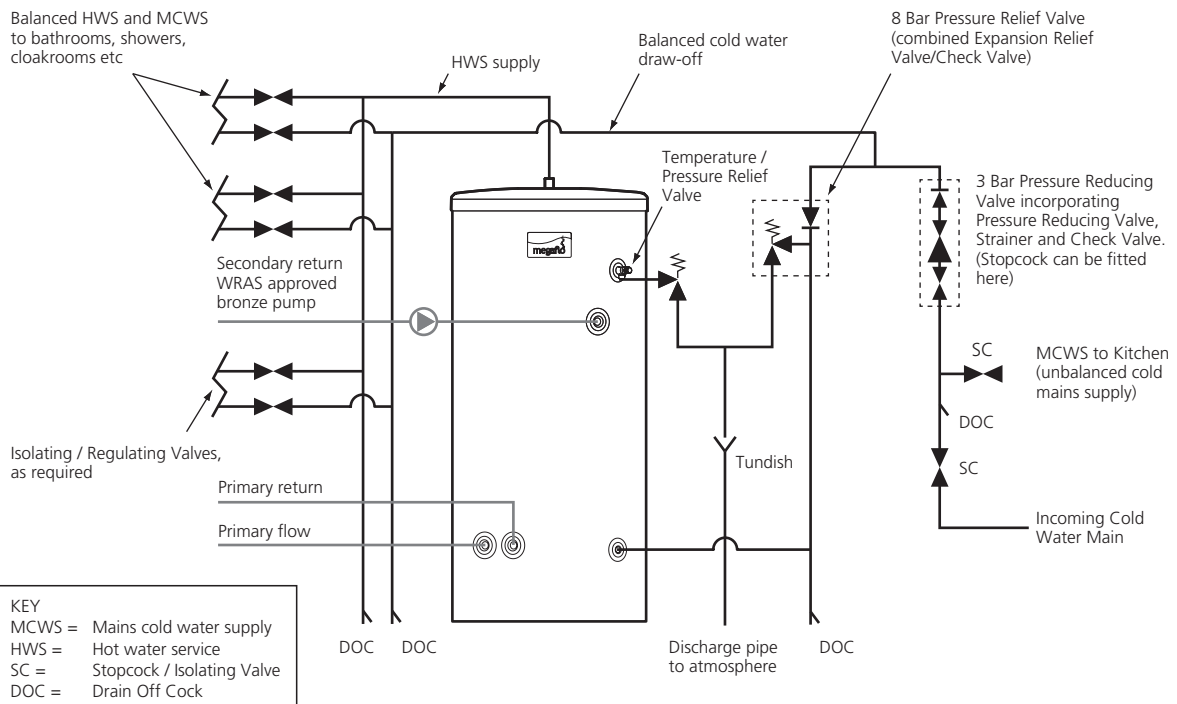 Balanced HWS and MCWS
to bathrooms, showers,
cloakrooms etc
HWS supply
Balanced cold water
draw-off
8 Bar Pressure Relief Valve
(combined Expansion Relief
Valve/Check Valve)
Temperature /
Pressure Relief
Valve
3 Bar Pressure Reducing
Valve incorporating
Pressure Reducing Valve,
Strainer and Check Valve.
(Stopcock can be fitted
here)
megaflo
Secondary return
WRAS approved
bronze pump
SC
MCWS to Kitchen
(unbalanced cold
mains supply)
DOC
SC
Tundish
Isolating / Regulating Valves,
as required
Primary return
Primary flow
Incoming Cold
Water Main
KEY
MCWS = Mains cold water supply
HWS = Hot water service
SC = Stopcock / Isolating Valve
DOC = Drain Off Cock
DOC
DOC
Discharge pipe
to atmosphere
DOC